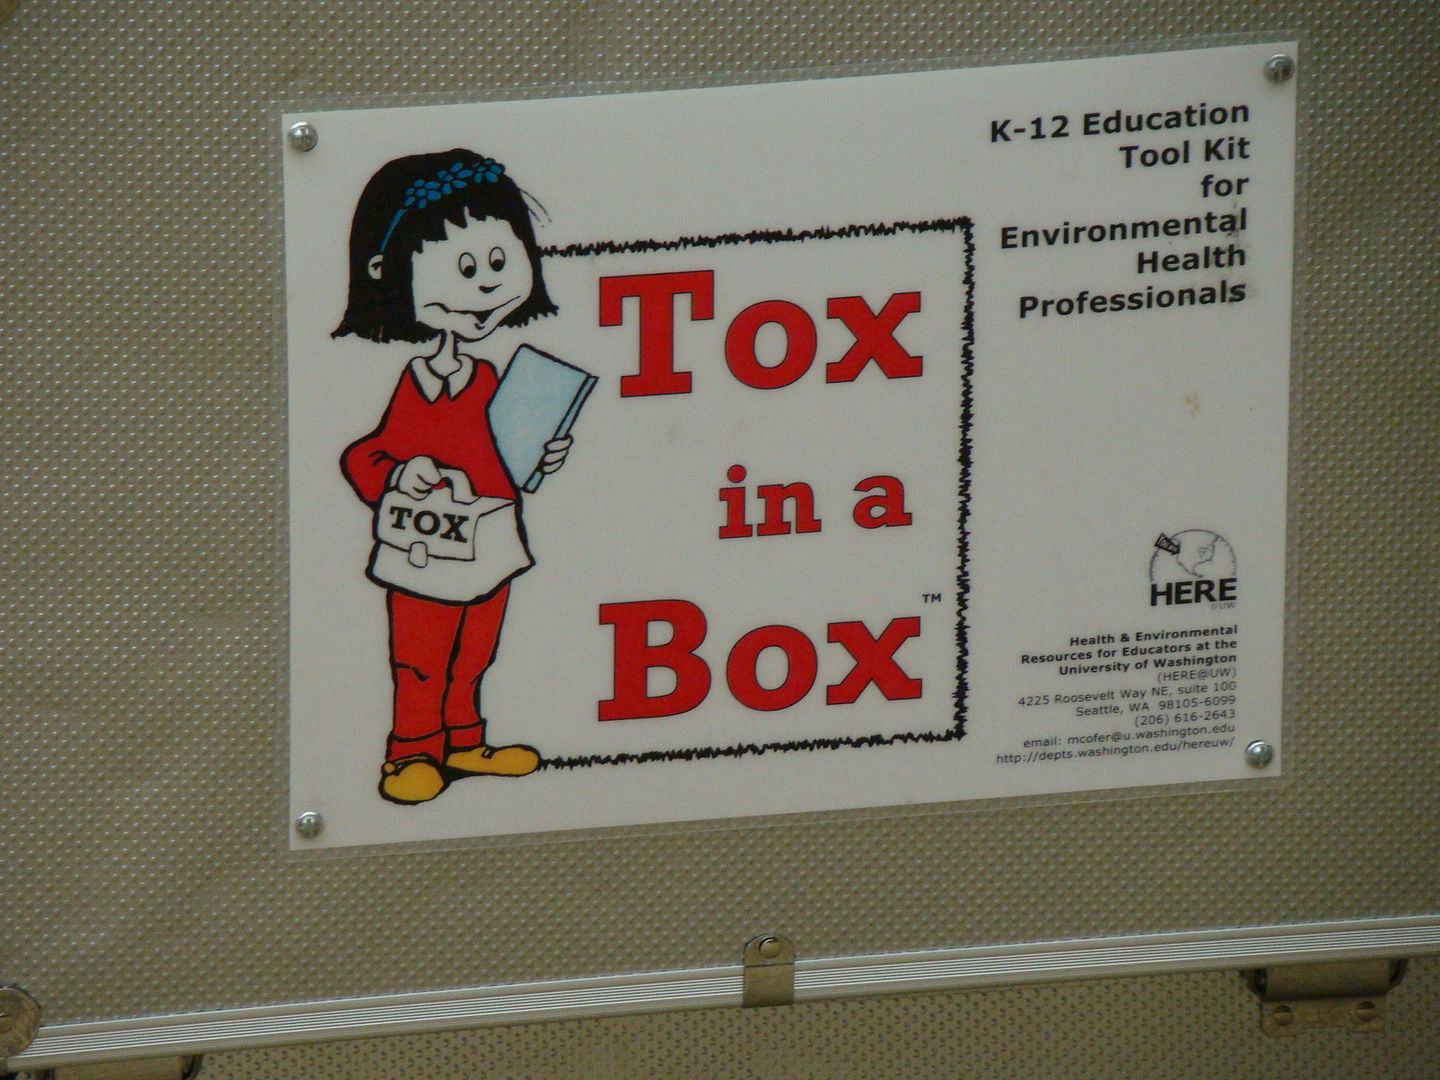 K-12 Education
Tool Kit
for
Environmental
Health
Professionals
Tox
in a
Box™
TOX
HERE
@UW
Health & Environmental
Resources for Educators at the
University of Washington
(HERE@UW)
4225 Roosevelt Way NE, suite 100
Seattle, WA 98105-6099
(206) 616-2643
email: mcofer@u.washington.edu
http://depts.washington.edu/hereuw/